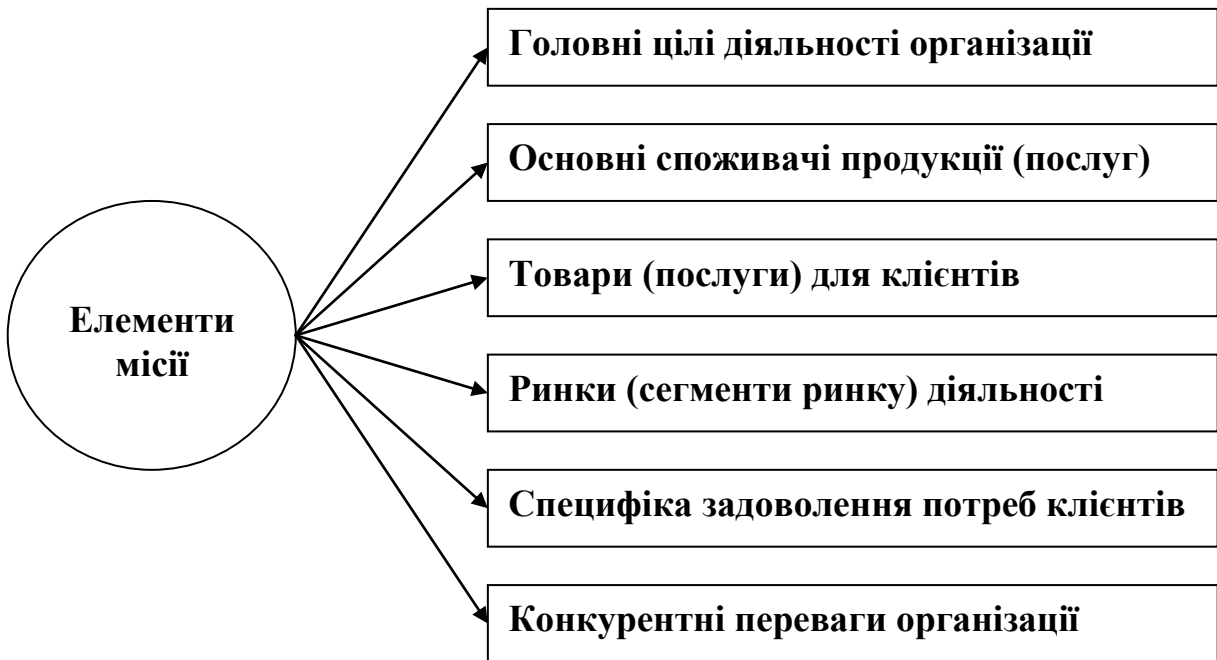 Головні цілі діяльності організації
Основні споживачі продукції (послуг)
Товари (послуги) для клієнтів
Елементи
місії
Ринки (сегменти ринку) діяльності
Специфіка задоволення потреб клієнтів
Конкурентні переваги організації